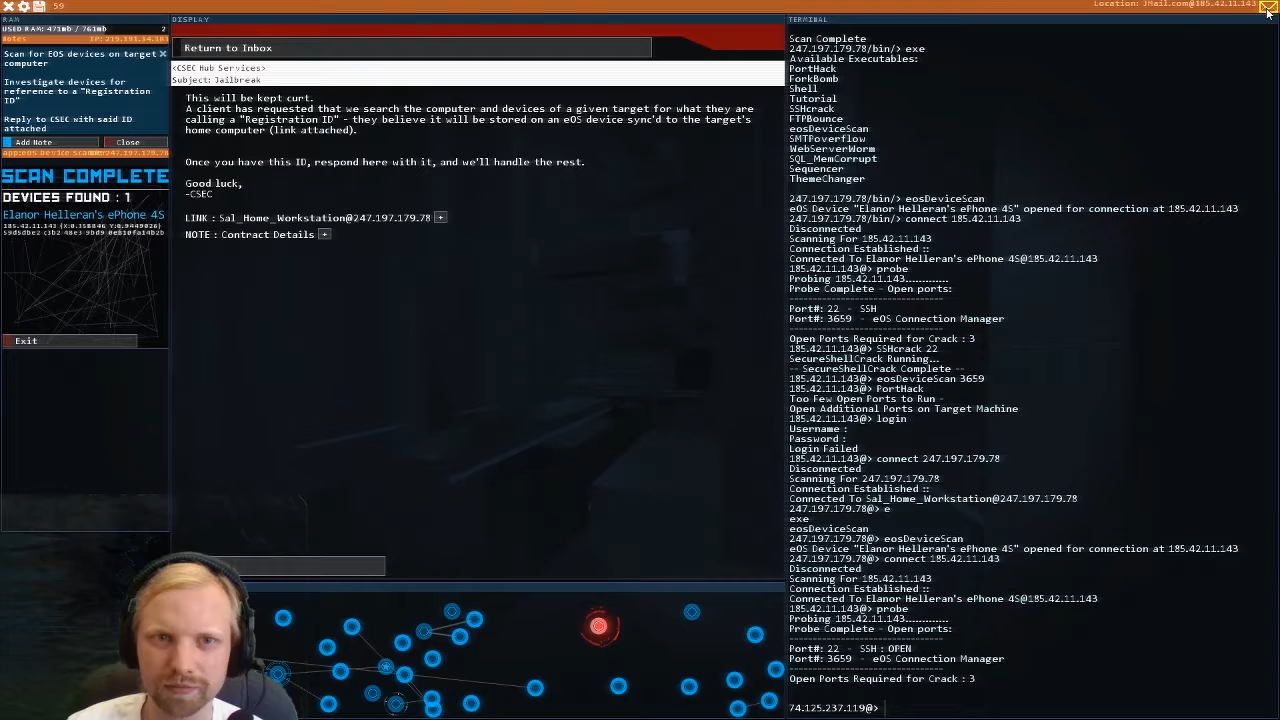 59
Location: JMail.com@185.42.11.143
RAM
USED RAM: 471mb / 761mb
2
notes
IP: 219.191.34.181
Scan for EOS devices on target
computer
Investigate devices for
reference to a "Registration
ID"
Reply to CSEC with said ID
attached
Add Note
Close
SCAN COMPLETE
DEVICES FOUND : 1
Elanor Helleran's ePhone 4S
Exit
DISPLAY
Return to Inbox
<CSEC Hub Services>
Subject: Jailbreak
This will be kept curt.
A client has requested that we search the computer and devices of a given target for what they are
calling a "Registration ID" - they believe it will be stored on an eOS device sync'd to the target's
home computer (link attached).
Once you have this ID, respond here with it, and we'll handle the rest.
Good luck,
-CSEC
LINK : Sal_Home_Workstation@247.197.179.78 +
NOTE : Contract Details +
TERMINAL
Scan Complete
247.197.179.78/bin/> exe
Available Executables:
PortHack
ForkBomb
Shell
Tutorial
SSHcrack
FTPBounce
eosDeviceScan
SMTPoverflow
WebServerWorm
SQL_MemCorrupt
Sequencer
ThemeChanger
247.197.179.78/bin/> eosDeviceScan
eOS Device "Elanor Helleran's ePhone 4S" opened for connection at 185.42.11.143
247.197.179.78/bin/> connect 185.42.11.143
Disconnected
Scanning For 185.42.11.143
Connection Established ::
Connected To Elanor Helleran's ePhone 4S@185.42.11.143
185.42.11.143@> probe
Probing 185.42.11.143.............
Probe Complete - Open ports:
---------------------------------
Port#: 22 - SSH
Port#: 3659 - eOS Connection Manager
---------------------------------
Open Ports Required for Crack : 3
185.42.11.143@> SSHcrack 22
SecureShellCrack Running...
-- SecureShellCrack Complete --
185.42.11.143@> eosDeviceScan 3659
185.42.11.143@> PortHack
Too Few Open Ports to Run -
Open Additional Ports on Target Machine
185.42.11.143@> login
Username :
Password :
Login Failed
185.42.11.143@> connect 247.197.179.78
Disconnected
Scanning For 247.197.179.78
Connection Established ::
Connected To Sal_Home_Workstation@247.197.179.78
247.197.179.78@> e
exe
eosDeviceScan
247.197.179.78@> eosDeviceScan
eOS Device "Elanor Helleran's ePhone 4S" opened for connection at 185.42.11.143
247.197.179.78@> connect 185.42.11.143
Disconnected
Scanning For 185.42.11.143
Connection Established ::
Connected To Elanor Helleran's ePhone 4S@185.42.11.143
185.42.11.143@> probe
Probing 185.42.11.143.............
Probe Complete - Open ports:
---------------------------------
Port#: 22 - SSH : OPEN
Port#: 3659 - eOS Connection Manager
---------------------------------
Open Ports Required for Crack : 3
74.125.237.119@>